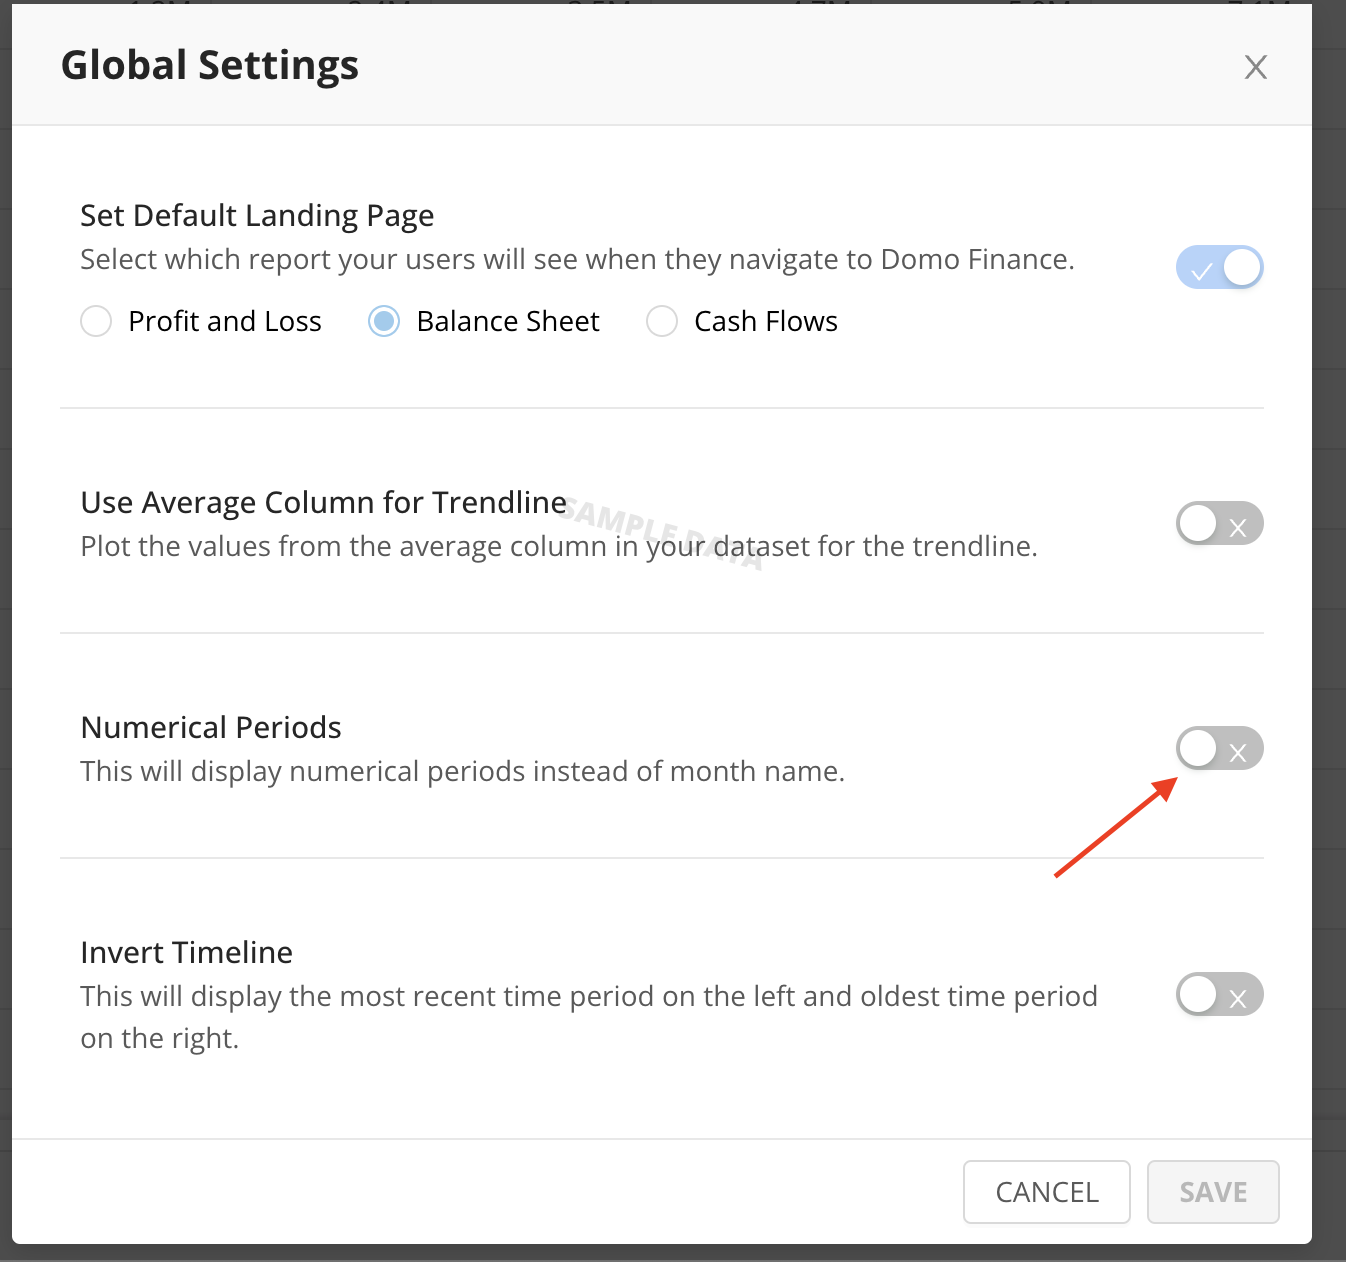 Global Settings
Set Default Landing Page
Select which report your users will see when they navigate to Domo Finance.
Profit and Loss Balance Sheet Cash Flows
Use Average Column for Trendline
SAMPLE DATA
Plot the values from the average column in your dataset for the trendline.
Numerical Periods
This will display numerical periods instead of month name.
Invert Timeline
This will display the most recent time period on the left and oldest time period
on the right.
CANCEL SAVE